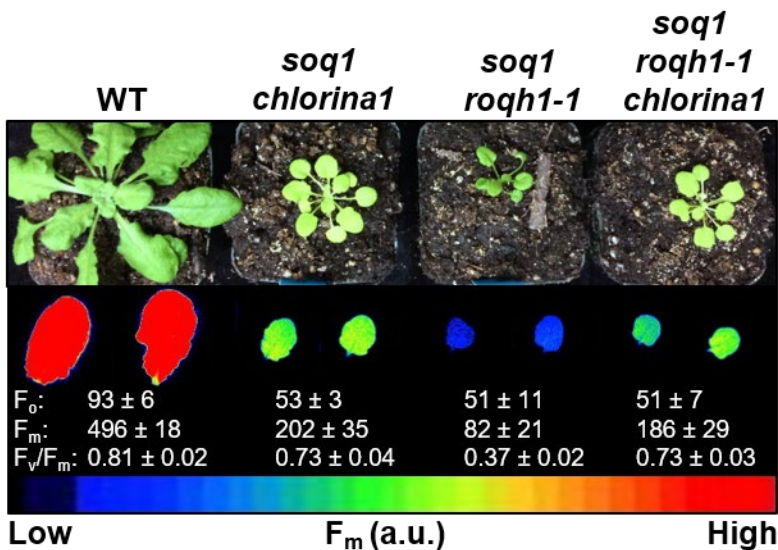 WT
soq1
chlorina1
soq1
roqh1-1
soq1
roqh1-1
chlorina1
Fₒ: 93 ± 6 53 ± 3 51 ± 11 51 ± 7
Fₘ: 496 ± 18 202 ± 35 82 ± 21 186 ± 29
Fᵥ/Fₘ: 0.81 ± 0.02 0.73 ± 0.04 0.37 ± 0.02 0.73 ± 0.03
Low Fₘ (a.u.) High